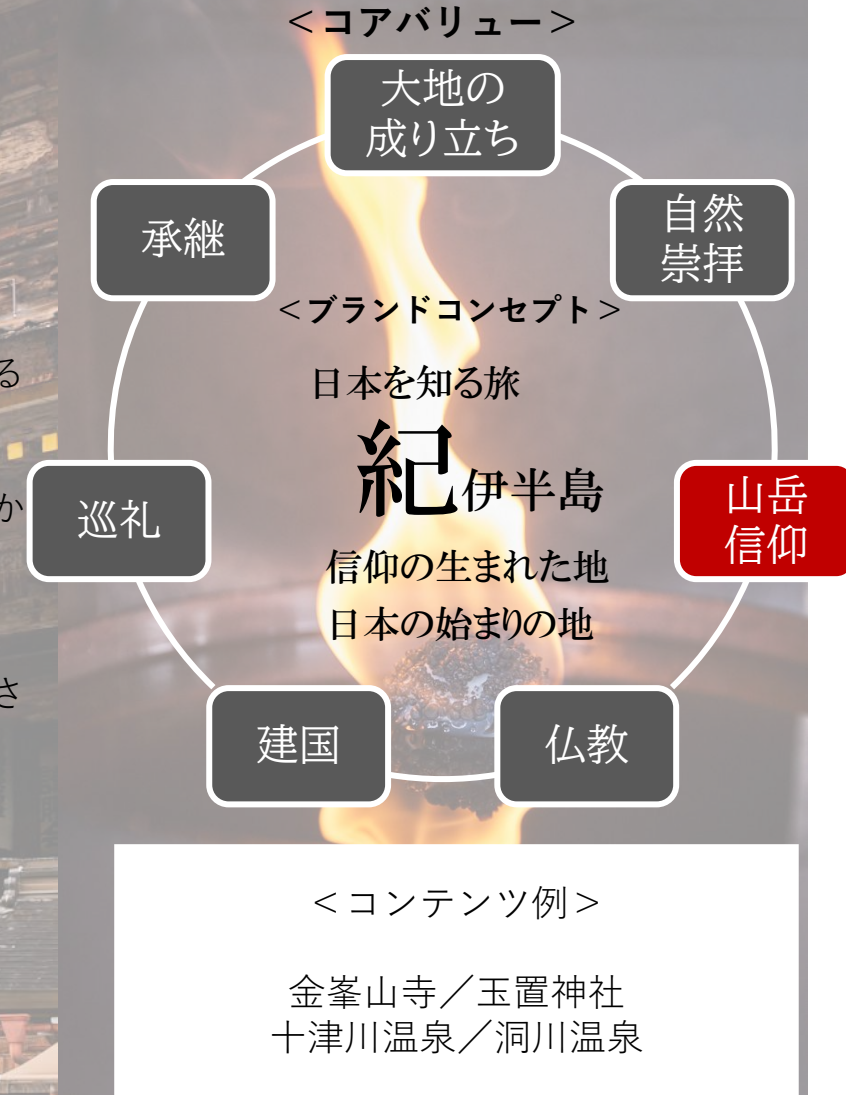 ＜コアバリュー＞
大地の
成り立ち
承継
自然
崇拝
＜ブランドコンセプト＞
日本を知る旅
紀伊半島
信仰の生まれた地
日本の始まりの地
巡礼
山岳
信仰
建国
仏教
る
か
さ
＜コンテンツ例＞
金峯山寺／玉置神社
十津川温泉／洞川温泉